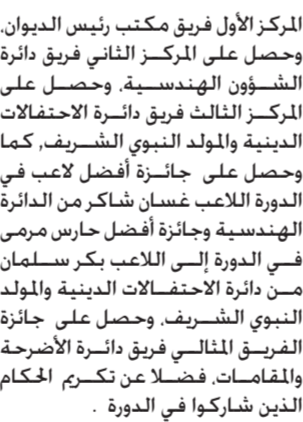 المركز الأول فريق مكتب رئيس الديوان،
وحصل على المركز الثاني فريق دائرة
الشؤون الهندسية، وحصل على
المركز الثالث فريق دائرة الاحتفالات
الدينية والمولد النبوي الشريف, كما
وحصل على جائزة أفضل لاعب في
الدورة اللاعب غسان شاكر من الدائرة
الهندسية وجائزة أفضل حارس مرمى
في الدورة إلى اللاعب بكر سلمان
من دائرة الاحتفالات الدينية والمولد
النبوي الشريف، وحصل على جائزة
الفريق المثالي فريق دائرة الأضرحة
والمقامات، فضلا عن تكريم الحكام
الذين شاركوا في الدورة .